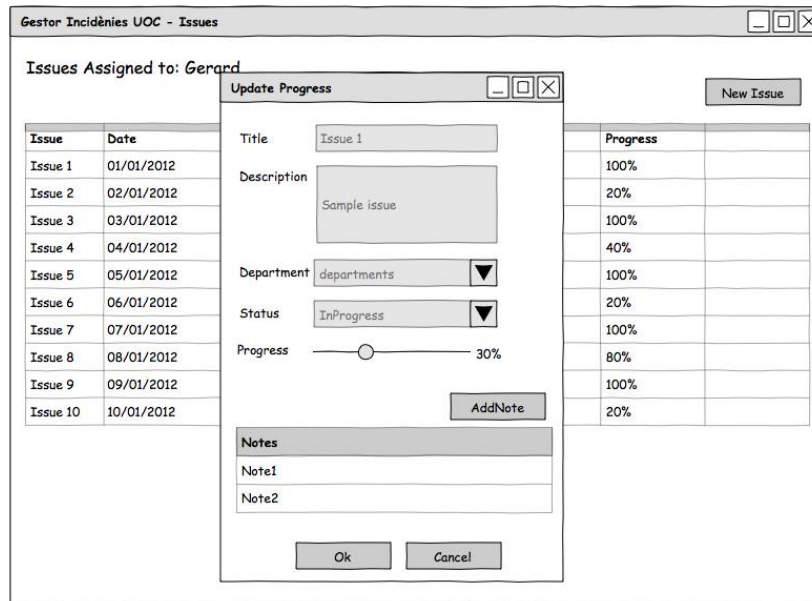 Gestor Incidènies UOC - Issues
Issues Assigned to: Gerard
New Issue
Issue Date Progress
Issue 1 01/01/2012 100%
Issue 2 02/01/2012 20%
Issue 3 03/01/2012 100%
Issue 4 04/01/2012 40%
Issue 5 05/01/2012 100%
Issue 6 06/01/2012 20%
Issue 7 07/01/2012 100%
Issue 8 08/01/2012 80%
Issue 9 09/01/2012 100%
Issue 10 10/01/2012 20%
Update Progress
Title Issue 1
Description Sample issue
Department departments
Status InProgress
Progress 30%
AddNote
Notes
Note1
Note2
Ok Cancel